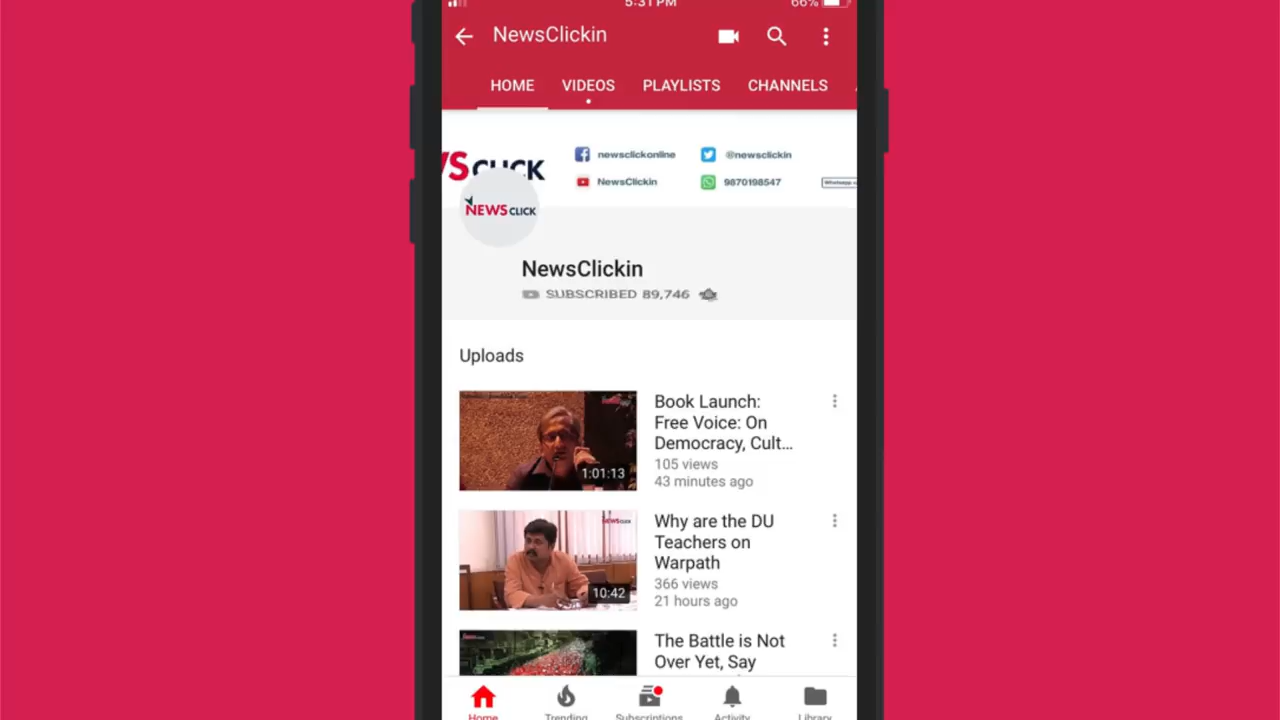 5:31 PM
66%
NewsClickin
HOME VIDEOS PLAYLISTS CHANNELS
S CLICK
newsclickonline @newsclickin
NewsClickin 9870198547
NEWSCLICK
NewsClickin
SUBSCRIBED 89,746
Uploads
Book Launch:
Free Voice: On
Democracy, Cult...
105 views
43 minutes ago
1:01:13
Why are the DU
Teachers on
Warpath
366 views
21 hours ago
NEWSCLICK
10:42
The Battle is Not
Over Yet, Say
Home Trending Subscriptions Activity Library